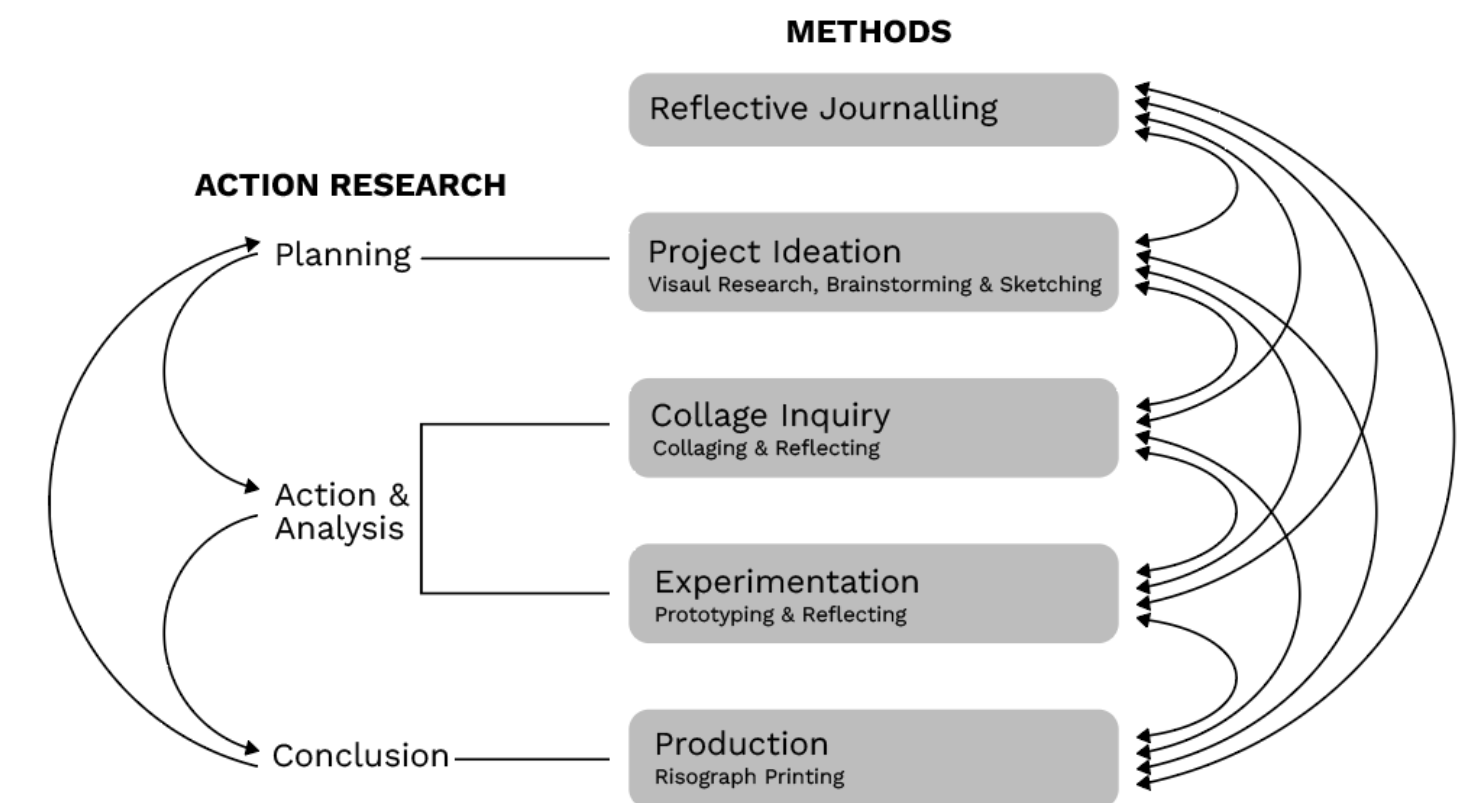 METHODS
Reflective Journalling
ACTION RESEARCH
Planning
Project Ideation
Visaul Research, Brainstorming & Sketching
Collage Inquiry
Collaging & Reflecting
Action &
Analysis
Experimentation
Prototyping & Reflecting
Conclusion
Production
Risograph Printing